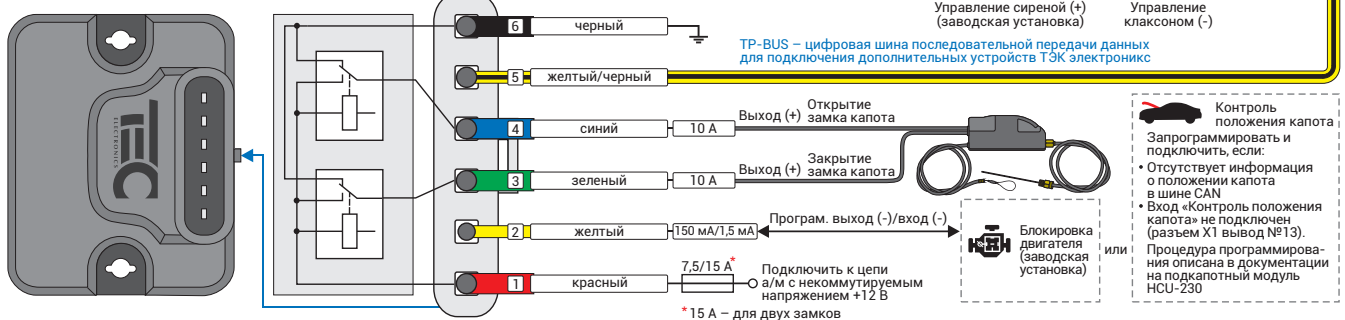 Управление сиреной (+)
(заводская установка)
Управление
клаксоном (-)
TP-BUS – цифровая шина последовательной передачи данных
для подключения дополнительных устройств ТЭК электроникс
TEC
ELECTRONICS
6 черный
5 желтый/черный
4 синий 10 А
Выход (+) Открытие
замка капота
3 зеленый 10 А
Выход (+) Закрытие
замка капота
2 желтый 150 мА/1,5 мА
Програм. выход (-)/вход (-)
Блокировка
двигателя
(заводская
установка)
или
1 красный
7,5/15 А*
Подключить к цепи
а/м с некоммутируемым
напряжением +12 В
*15 А – для двух замков
Контроль
положения капота
Запрограммировать и
подключить, если:
• Отсутствует информация
о положении капота
в шине CAN
• Вход «Контроль положения
капота» не подключен
(разъем X1 вывод №13).
Процедура программирова-
ния описана в документации
на подкапотный модуль
HCU-230